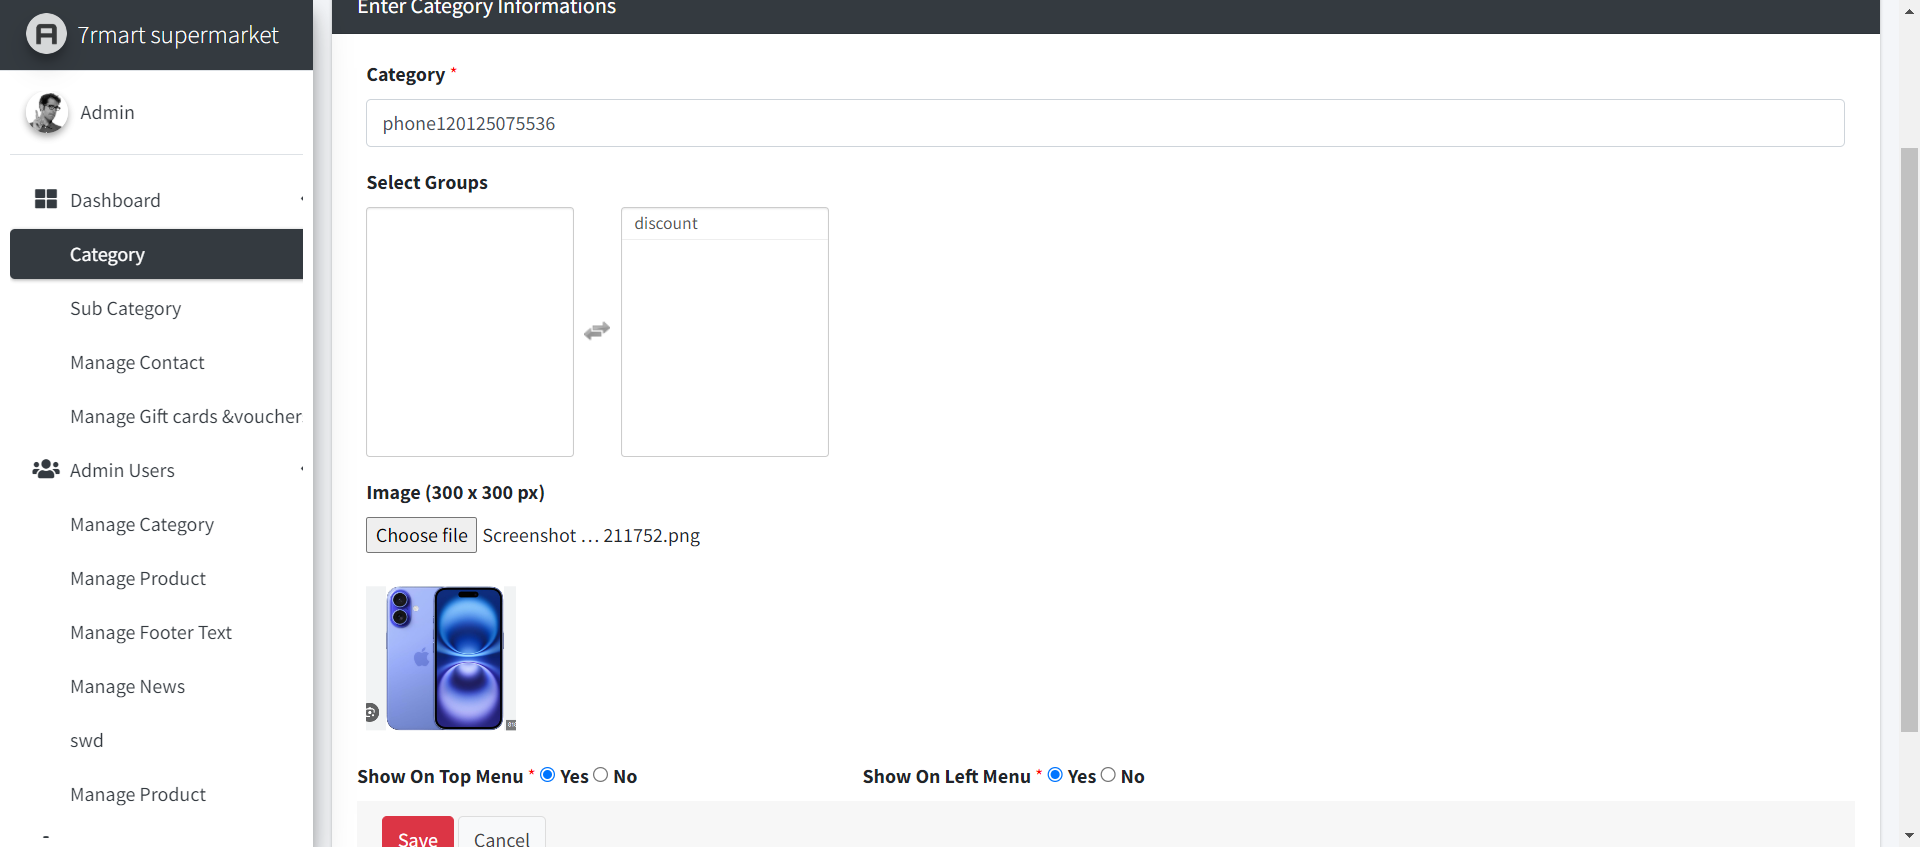 7rmart supermarket
Admin
Dashboard
Category
Sub Category
Manage Contact
Manage Gift cards &voucher
Admin Users
Manage Category
Manage Product
Manage Footer Text
Manage News
swd
Manage Product
Enter Category Informations
Category *
phone120125075536
Select Groups
discount
Image (300 x 300 px)
Choose file Screenshot ... 211752.png
Show On Top Menu * Yes No
Show On Left Menu * Yes No
Save Cancel